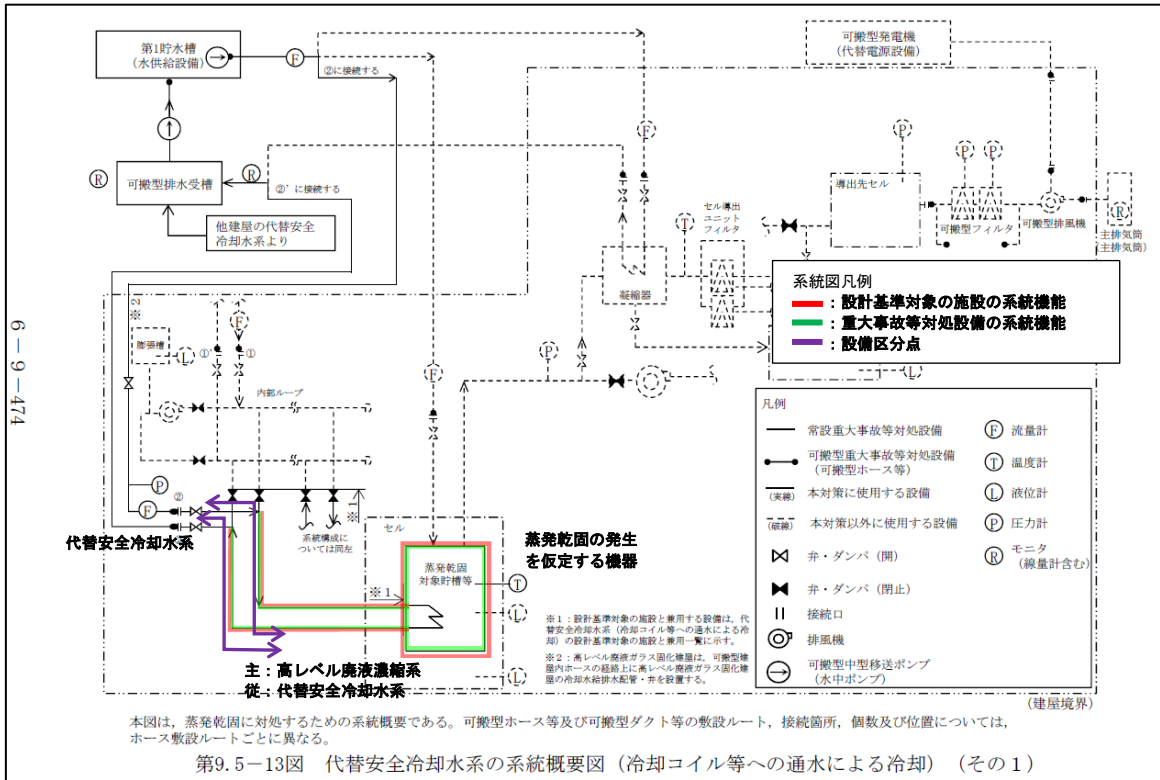 第1貯水槽
(水供給設備)
F
②に接続する
可搬型発電機
(代替電源設備)
F
R
可搬型排水受槽
R
②’に接続する
他建屋の代替安全
冷却水系より
P
P
P
導出先セル
可搬型フィルタ
可搬型排風機
R
主排気筒
(主排気筒)
セル導出
ユニット
フィルタ
T
凝縮器
系統図凡例
：設計基準対象の施設の系統機能
：重大事故等対処設備の系統機能
：設備区分点
L
※2
膨張槽
L
F
①’
①
内部ループ
F
P
P
F
②
※1
系統構成に
ついては同左
代替安全冷却水系
セル
蒸発乾固
対象貯槽等
※1
T
L
L
蒸発乾固の発生
を仮定する機器
主：高レベル廃液濃縮系
従：代替安全冷却水系
※1：設計基準対象の施設と兼用する設備は，代
替安全冷却水系（冷却コイル等への通水による冷
却）の設計基準対象の施設と兼用一覧に示す。
※2：高レベル廃液ガラス固化建屋は，可搬型建
屋内ホースの経路上に高レベル廃液ガラス固化建
屋の冷却水給排水配管・弁を設置する。
凡例
常設重大事故等対処設備
可搬型重大事故等対処設備
(可搬型ホース等)
(実線)
本対策に使用する設備
(破線)
本対策以外に使用する設備
弁・ダンパ（開）
弁・ダンパ（閉止）
接続口
排風機
可搬型中型移送ポンプ
(水中ポンプ)
F 流量計
T 温度計
L 液位計
P 圧力計
R モニタ
(線量計含む)
(建屋境界)
本図は，蒸発乾固に対処するための系統概要である。可搬型ホース等及び可搬型ダクト等の敷設ルート，接続箇所，個数及び位置については，
ホース敷設ルートごとに異なる。
第9.5－13図　代替安全冷却水系の系統概要図（冷却コイル等への通水による冷却）（その１）
6－9－474